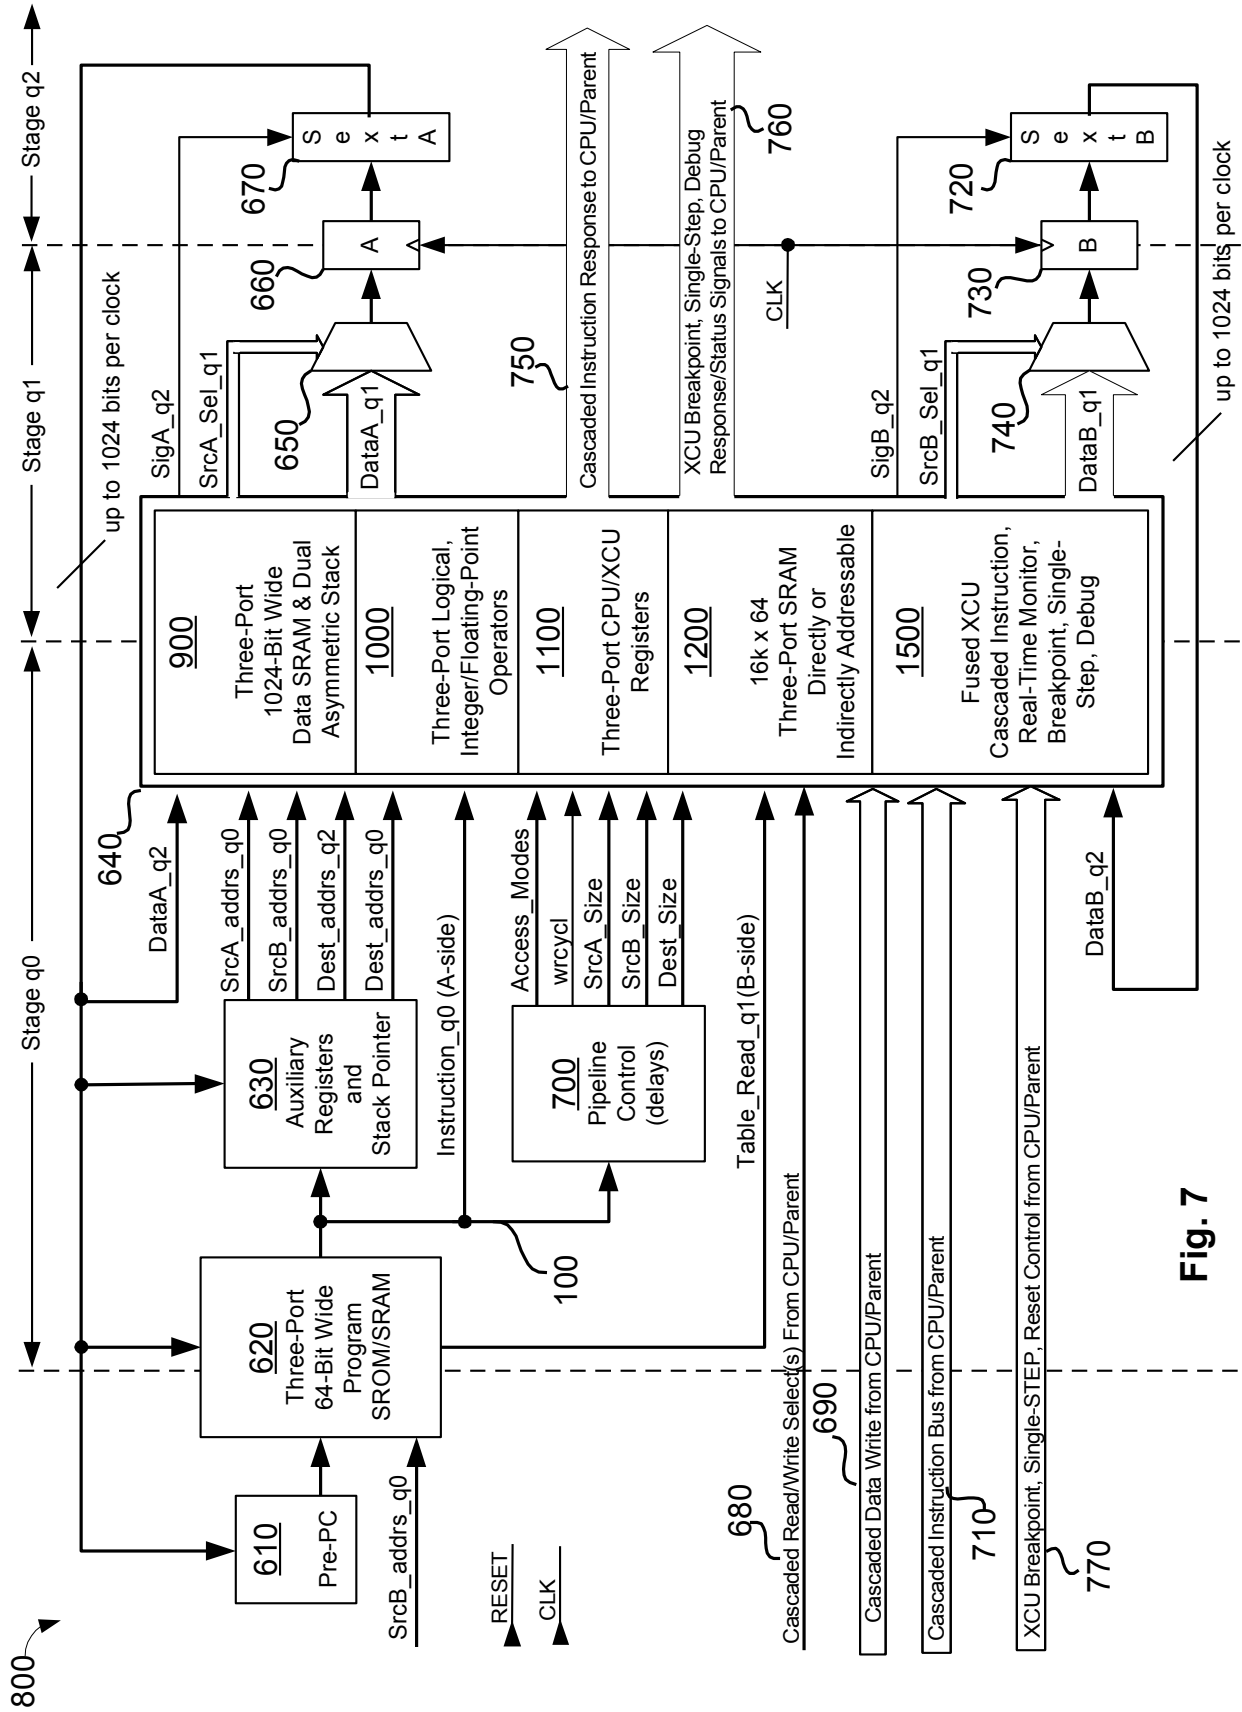 800
Stage q0
Stage q1
Stage q2
up to 1024 bits per clock
610
Pre-PC
SrcB_addrs_q0
620
Three-Port
64-Bit Wide
Program
SROM/SRAM
630
Auxiliary
Registers
and
Stack Pointer
DataA_q2
SrcA_addrs_q0
SrcB_addrs_q0
Dest_addrs_q2
Dest_addrs_q0
Instruction_q0 (A-side)
100
700
Pipeline
Control
(delays)
Access_Modes
wrcycl
SrcA_Size
SrcB_Size
Dest_Size
Table_Read_q1(B-side)
RESET
CLK
680
Cascaded Read/Write Select(s) From CPU/Parent
690
Cascaded Data Write from CPU/Parent
Cascaded Instruction Bus from CPU/Parent
710
XCU Breakpoint, Single-STEP, Reset Control from CPU/Parent
770
DataB_q2
640
900
Three-Port
1024-Bit Wide
Data SRAM & Dual
Asymmetric Stack
1000
Three-Port Logical,
Integer/Floating-Point
Operators
1100
Three-Port CPU/XCU
Registers
1200
16k x 64
Three-Port SRAM
Directly or
Indirectly Addressable
1500
Fused XCU
Cascaded Instruction,
Real-Time Monitor,
Breakpoint, Single-
Step, Debug
SigA_q2
SrcA_Sel_q1
650
DataA_q1
660
A
670
Sext A
750
Cascaded Instruction Response to CPU/Parent
XCU Breakpoint, Single-Step, Debug
Response/Status Signals to CPU/Parent
760
CLK
SigB_q2
SrcB_Sel_q1
740
DataB_q1
730
B
720
Sext B
up to 1024 bits per clock
Fig. 7